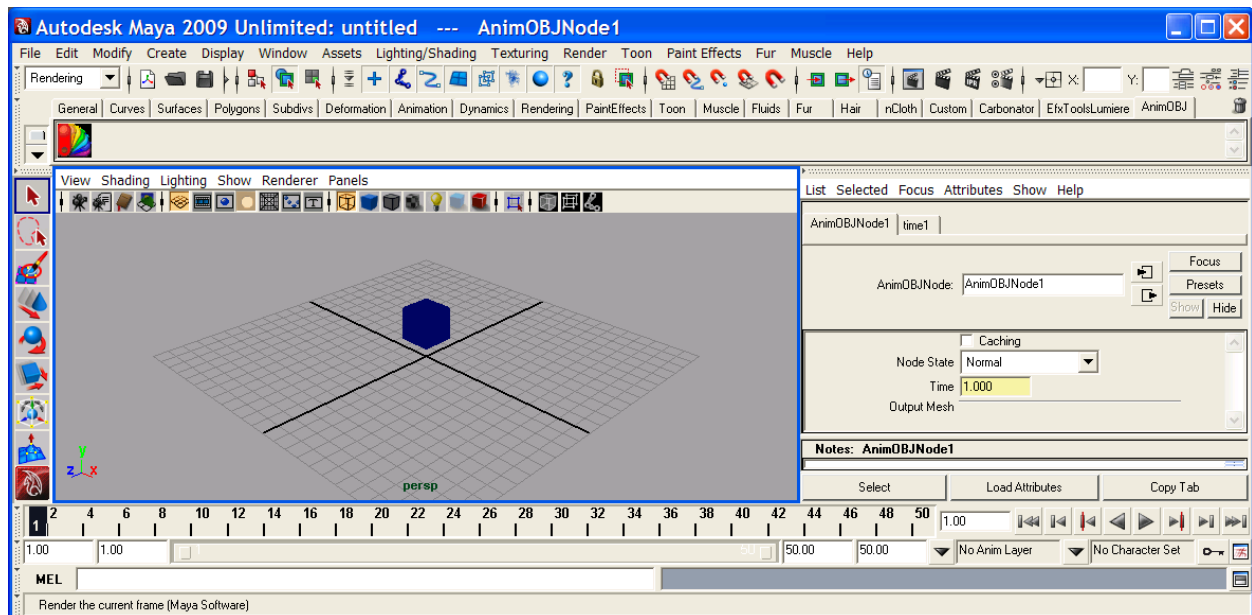 Autodesk Maya 2009 Unlimited: untitled --- AnimOBJNode1
File Edit Modify Create Display Window Assets Lighting/Shading Texturing Render Toon Paint Effects Fur Muscle Help
Rendering X: Y:
General Curves Surfaces Polygons Subdivs Deformation Animation Dynamics Rendering PaintEffects Toon Muscle Fluids Fur Hair nCloth Custom Carbonator EfxToolsLumiere AnimOBJ
View Shading Lighting Show Renderer Panels
y
z x
persp
List Selected Focus Attributes Show Help
AnimOBJNode1 time1
Focus
AnimOBJNode: AnimOBJNode1 Presets
Show Hide
Caching
Node State Normal
Time 1.000
Output Mesh
Notes: AnimOBJNode1
Select Load Attributes Copy Tab
1 2 4 6 8 10 12 14 16 18 20 22 24 26 28 30 32 34 36 38 40 42 44 46 48 50 1.00
1.00 1.00 1 50 50.00 50.00 No Anim Layer No Character Set
MEL
Render the current frame (Maya Software)